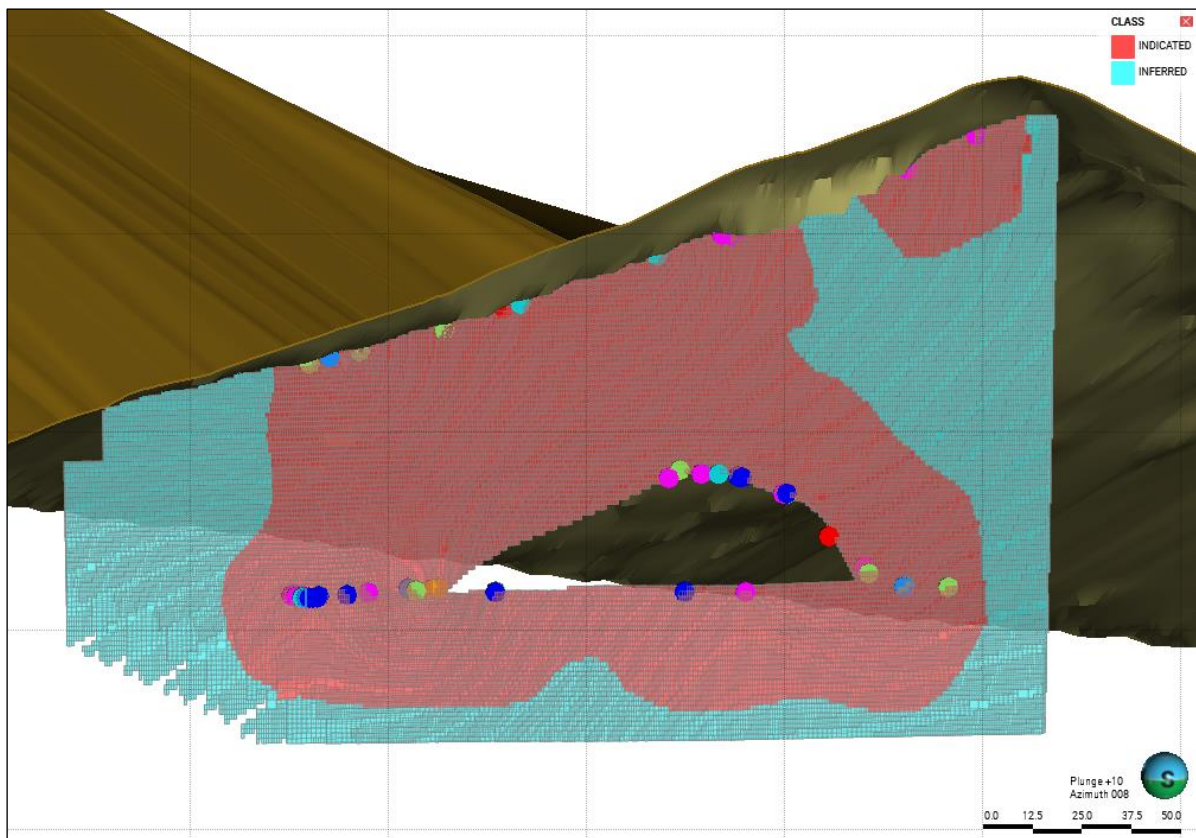 CLASS
INDICATED
INFERRED
S
Plunge +10
Azimuth 008
0.0 12.5 25.0 37.5 50.0